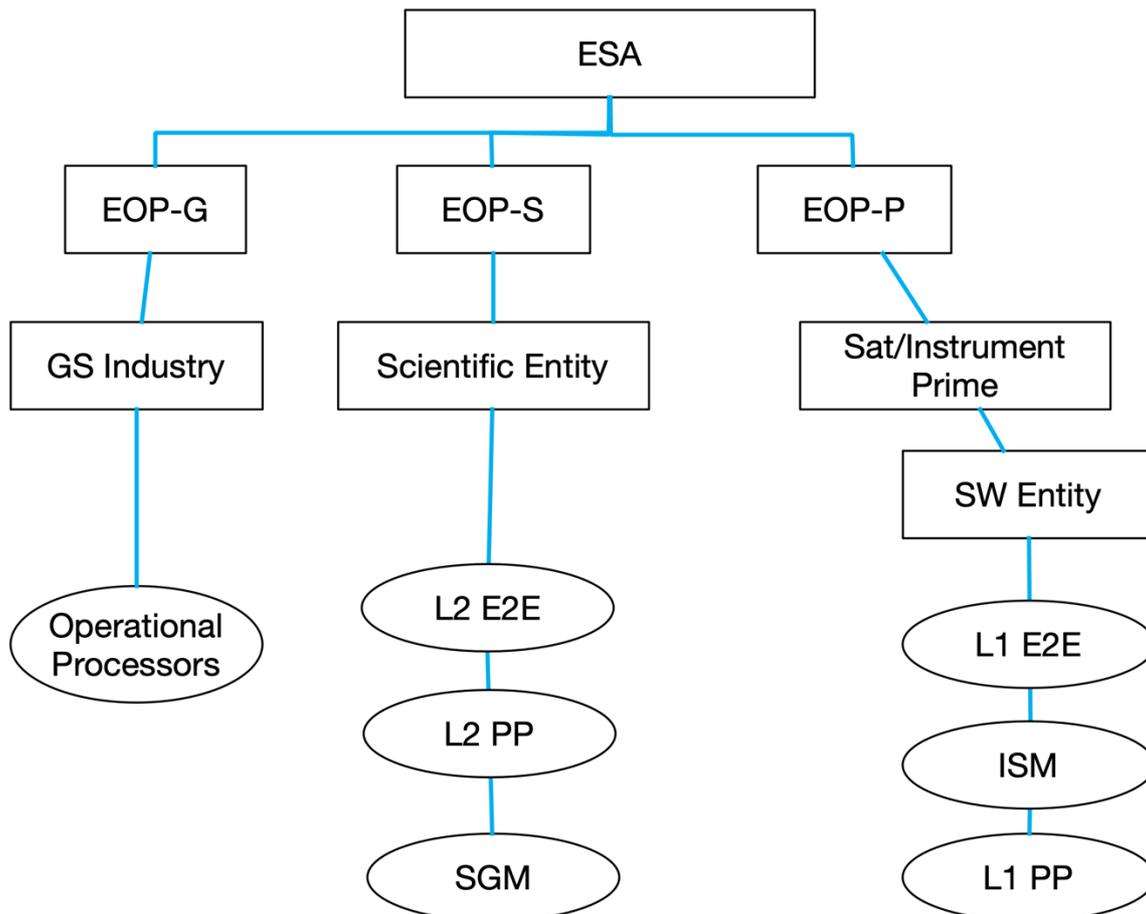 ESA
EOP-G
EOP-S
EOP-P
GS Industry
Scientific Entity
Sat/Instrument
Prime
SW Entity
Operational
Processors
L2 E2E
L1 E2E
L2 PP
ISM
SGM
L1 PP